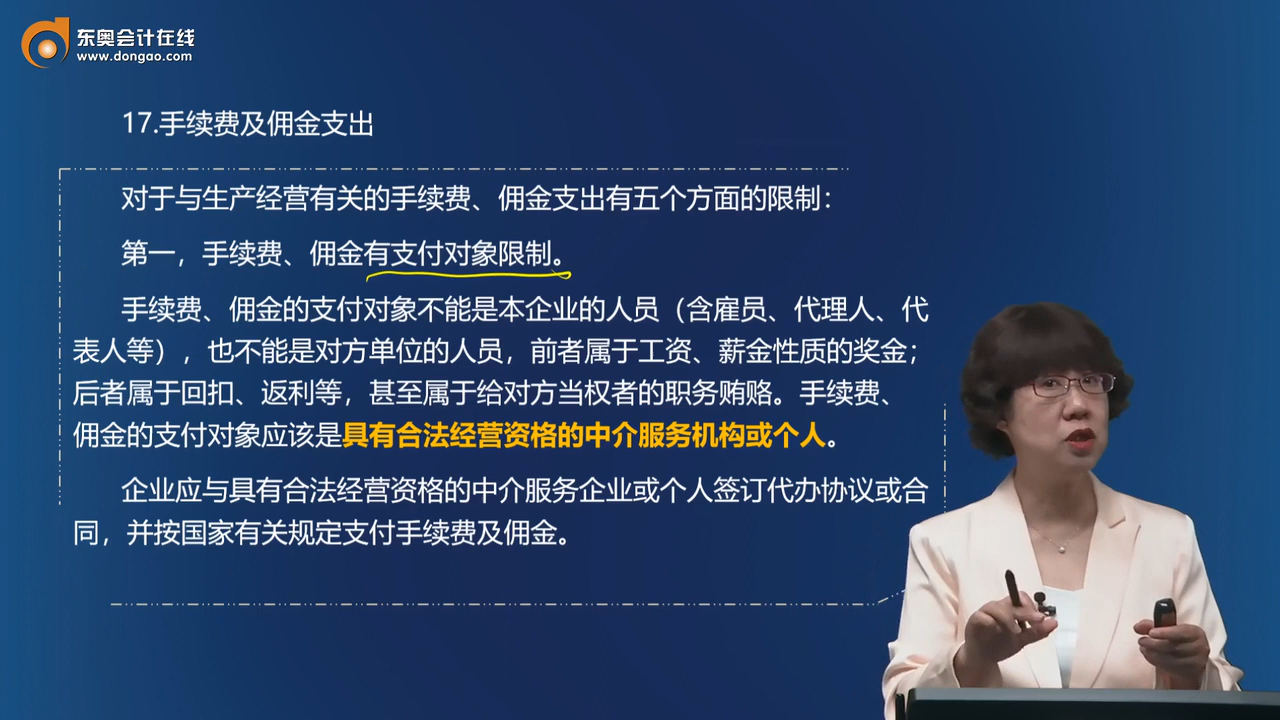 东奥会计在线
www.dongao.com
17.手续费及佣金支出
对于与生产经营有关的手续费、佣金支出有五个方面的限制：
第一，手续费、佣金有支付对象限制。
手续费、佣金的支付对象不能是本企业的人员（含雇员、代理人、代
表人等），也不能是对方单位的人员，前者属于工资、薪金性质的奖金；
后者属于回扣、返利等，甚至属于给对方当权者的职务贿赂。手续费、
佣金的支付对象应该是具有合法经营资格的中介服务机构或个人。
企业应与具有合法经营资格的中介服务企业或个人签订代办协议或合
同，并按国家有关规定支付手续费及佣金。